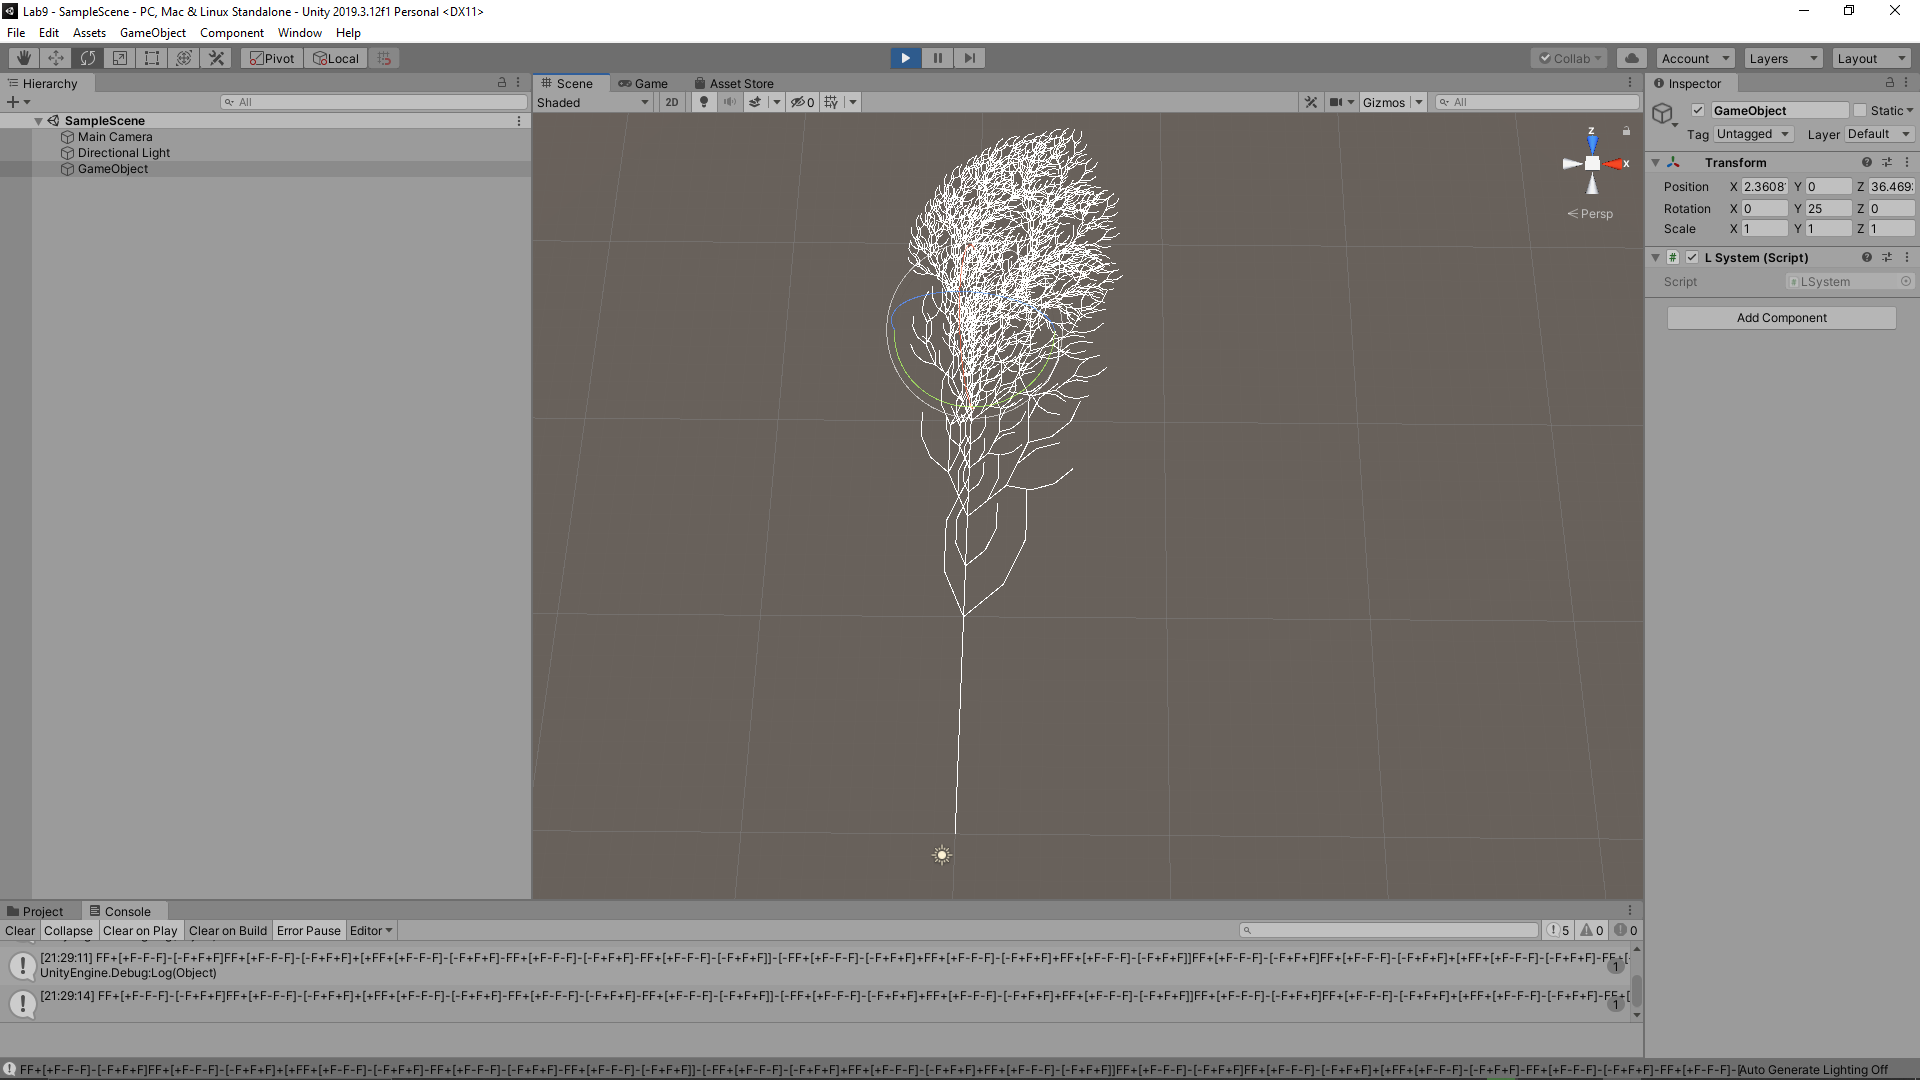 Lab9 - SampleScene - PC, Mac & Linux Standalone - Unity 2019.3.12f1 Personal <DX11>
File Edit Assets GameObject Component Window Help
Pivot Local Collab Account Layers Layout
Hierarchy
All
SampleScene
Main Camera
Directional Light
GameObject
Scene Game Asset Store
Shaded 2D 0 Gizmos All
z
x
Persp
Inspector
GameObject Static
Tag Untagged Layer Default
Transform
Position X 2.3608 Y 0 Z 36.469
Rotation X 0 Y 25 Z 0
Scale X 1 Y 1 Z 1
L System (Script)
Script LSystem
Add Component
Project Console
Clear Collapse Clear on Play Clear on Build Error Pause Editor 5 0 0
[21:29:11] FF+[+F-F-F]-[-F+F+F]FF+[+F-F-F]-[-F+F+F]+[+FF+[+F-F-F]-[-F+F+F]-FF+[+F-F-F]-[-F+F+F]-FF+[+F-F-F]-[-F+F+F]]-[-FF+[+F-F-F]-[-F+F+F]+FF+[+F-F-F]-[-F+F+F]+FF+[+F-F-F]-[-F+F+F]]FF+[+F-F-F]-[-F+F+F]FF+[+F-F-F]-[-F+F+F]+[+FF+[+F-F-F]-[-F+F+F]-FF+[-
1
UnityEngine.Debug:Log(Object)
[21:29:14] FF+[+F-F-F]-[-F+F+F]FF+[+F-F-F]-[-F+F+F]+[+FF+[+F-F-F]-[-F+F+F]-FF+[+F-F-F]-[-F+F+F]-FF+[+F-F-F]-[-F+F+F]]-[-FF+[+F-F-F]-[-F+F+F]+FF+[+F-F-F]-[-F+F+F]+FF+[+F-F-F]-[-F+F+F]]FF+[+F-F-F]-[-F+F+F]FF+[+F-F-F]-[-F+F+F]+[+FF+[+F-F-F]-[-F+F+F]-FF+[
1
FF+[+F-F-F]-[-F+F+F]FF+[+F-F-F]-[-F+F+F]+[+FF+[+F-F-F]-[-F+F+F]-FF+[+F-F-F]-[-F+F+F]-FF+[+F-F-F]-[-F+F+F]]-[-FF+[+F-F-F]-[-F+F+F]+FF+[+F-F-F]-[-F+F+F]+FF+[+F-F-F]-[-F+F+F]]FF+[+F-F-F]-[-F+F+F]FF+[+F-F-F]-[-F+F+F]+[+FF+[+F-F-F]-[-F+F+F]-FF+[+F-F-F]-[-F+F+F]-FF+[+F-F-F]-[ Auto Generate Lighting Off